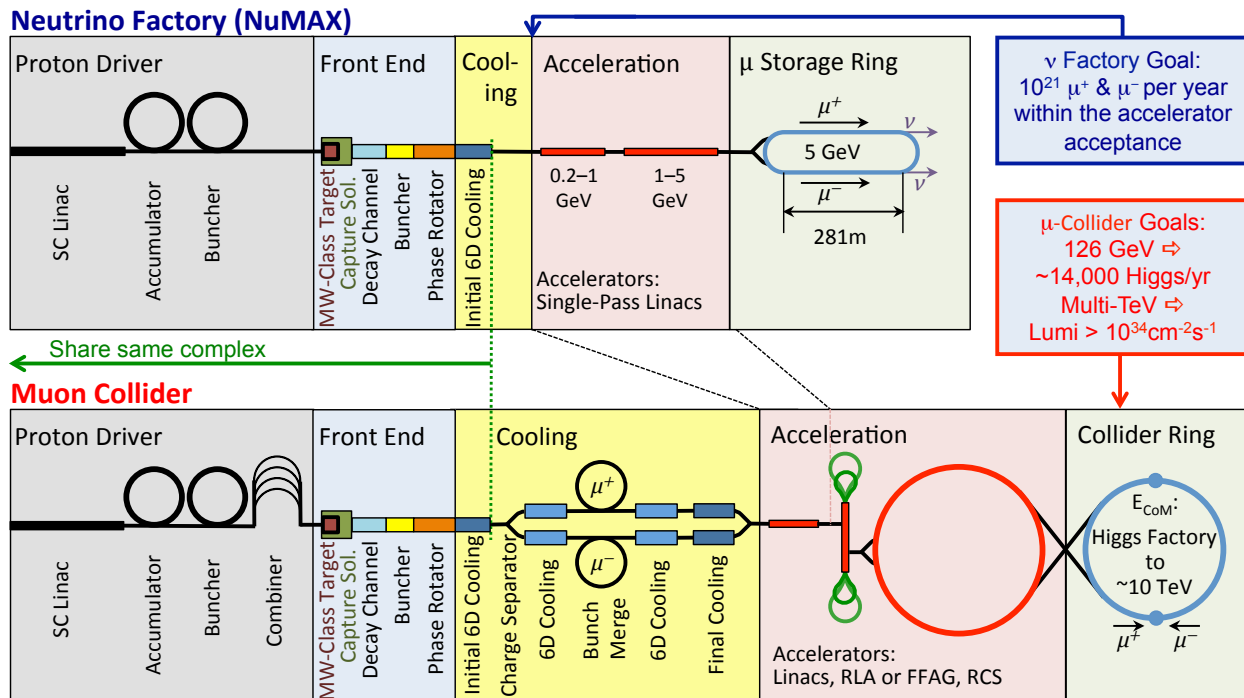 Neutrino Factory (NuMAX)
Proton Driver
SC Linac
Accumulator
Buncher
Front End
MW-Class Target
Capture Sol.
Decay Channel
Buncher
Phase Rotator
Cool-
ing
Initial 6D Cooling
Acceleration
0.2–1
GeV
1–5
GeV
Accelerators:
Single-Pass Linacs
μ Storage Ring
μ+
5 GeV
μ−
ν
ν
281m
ν Factory Goal:
10²¹ μ+ & μ− per year
within the accelerator
acceptance
μ-Collider Goals:
126 GeV ⇨
~14,000 Higgs/yr
Multi-TeV ⇨
Lumi > 10³⁴cm⁻²s⁻¹
Share same complex
Muon Collider
Proton Driver
SC Linac
Accumulator
Buncher
Combiner
Front End
MW-Class Target
Capture Sol.
Decay Channel
Buncher
Phase Rotator
Cooling
Initial 6D Cooling
Charge Separator
6D Cooling
μ+
μ−
Bunch
Merge
6D Cooling
Final Cooling
Acceleration
Accelerators:
Linacs, RLA or FFAG, RCS
Collider Ring
E_CoM:
Higgs Factory
to
~10 TeV
μ+
μ−